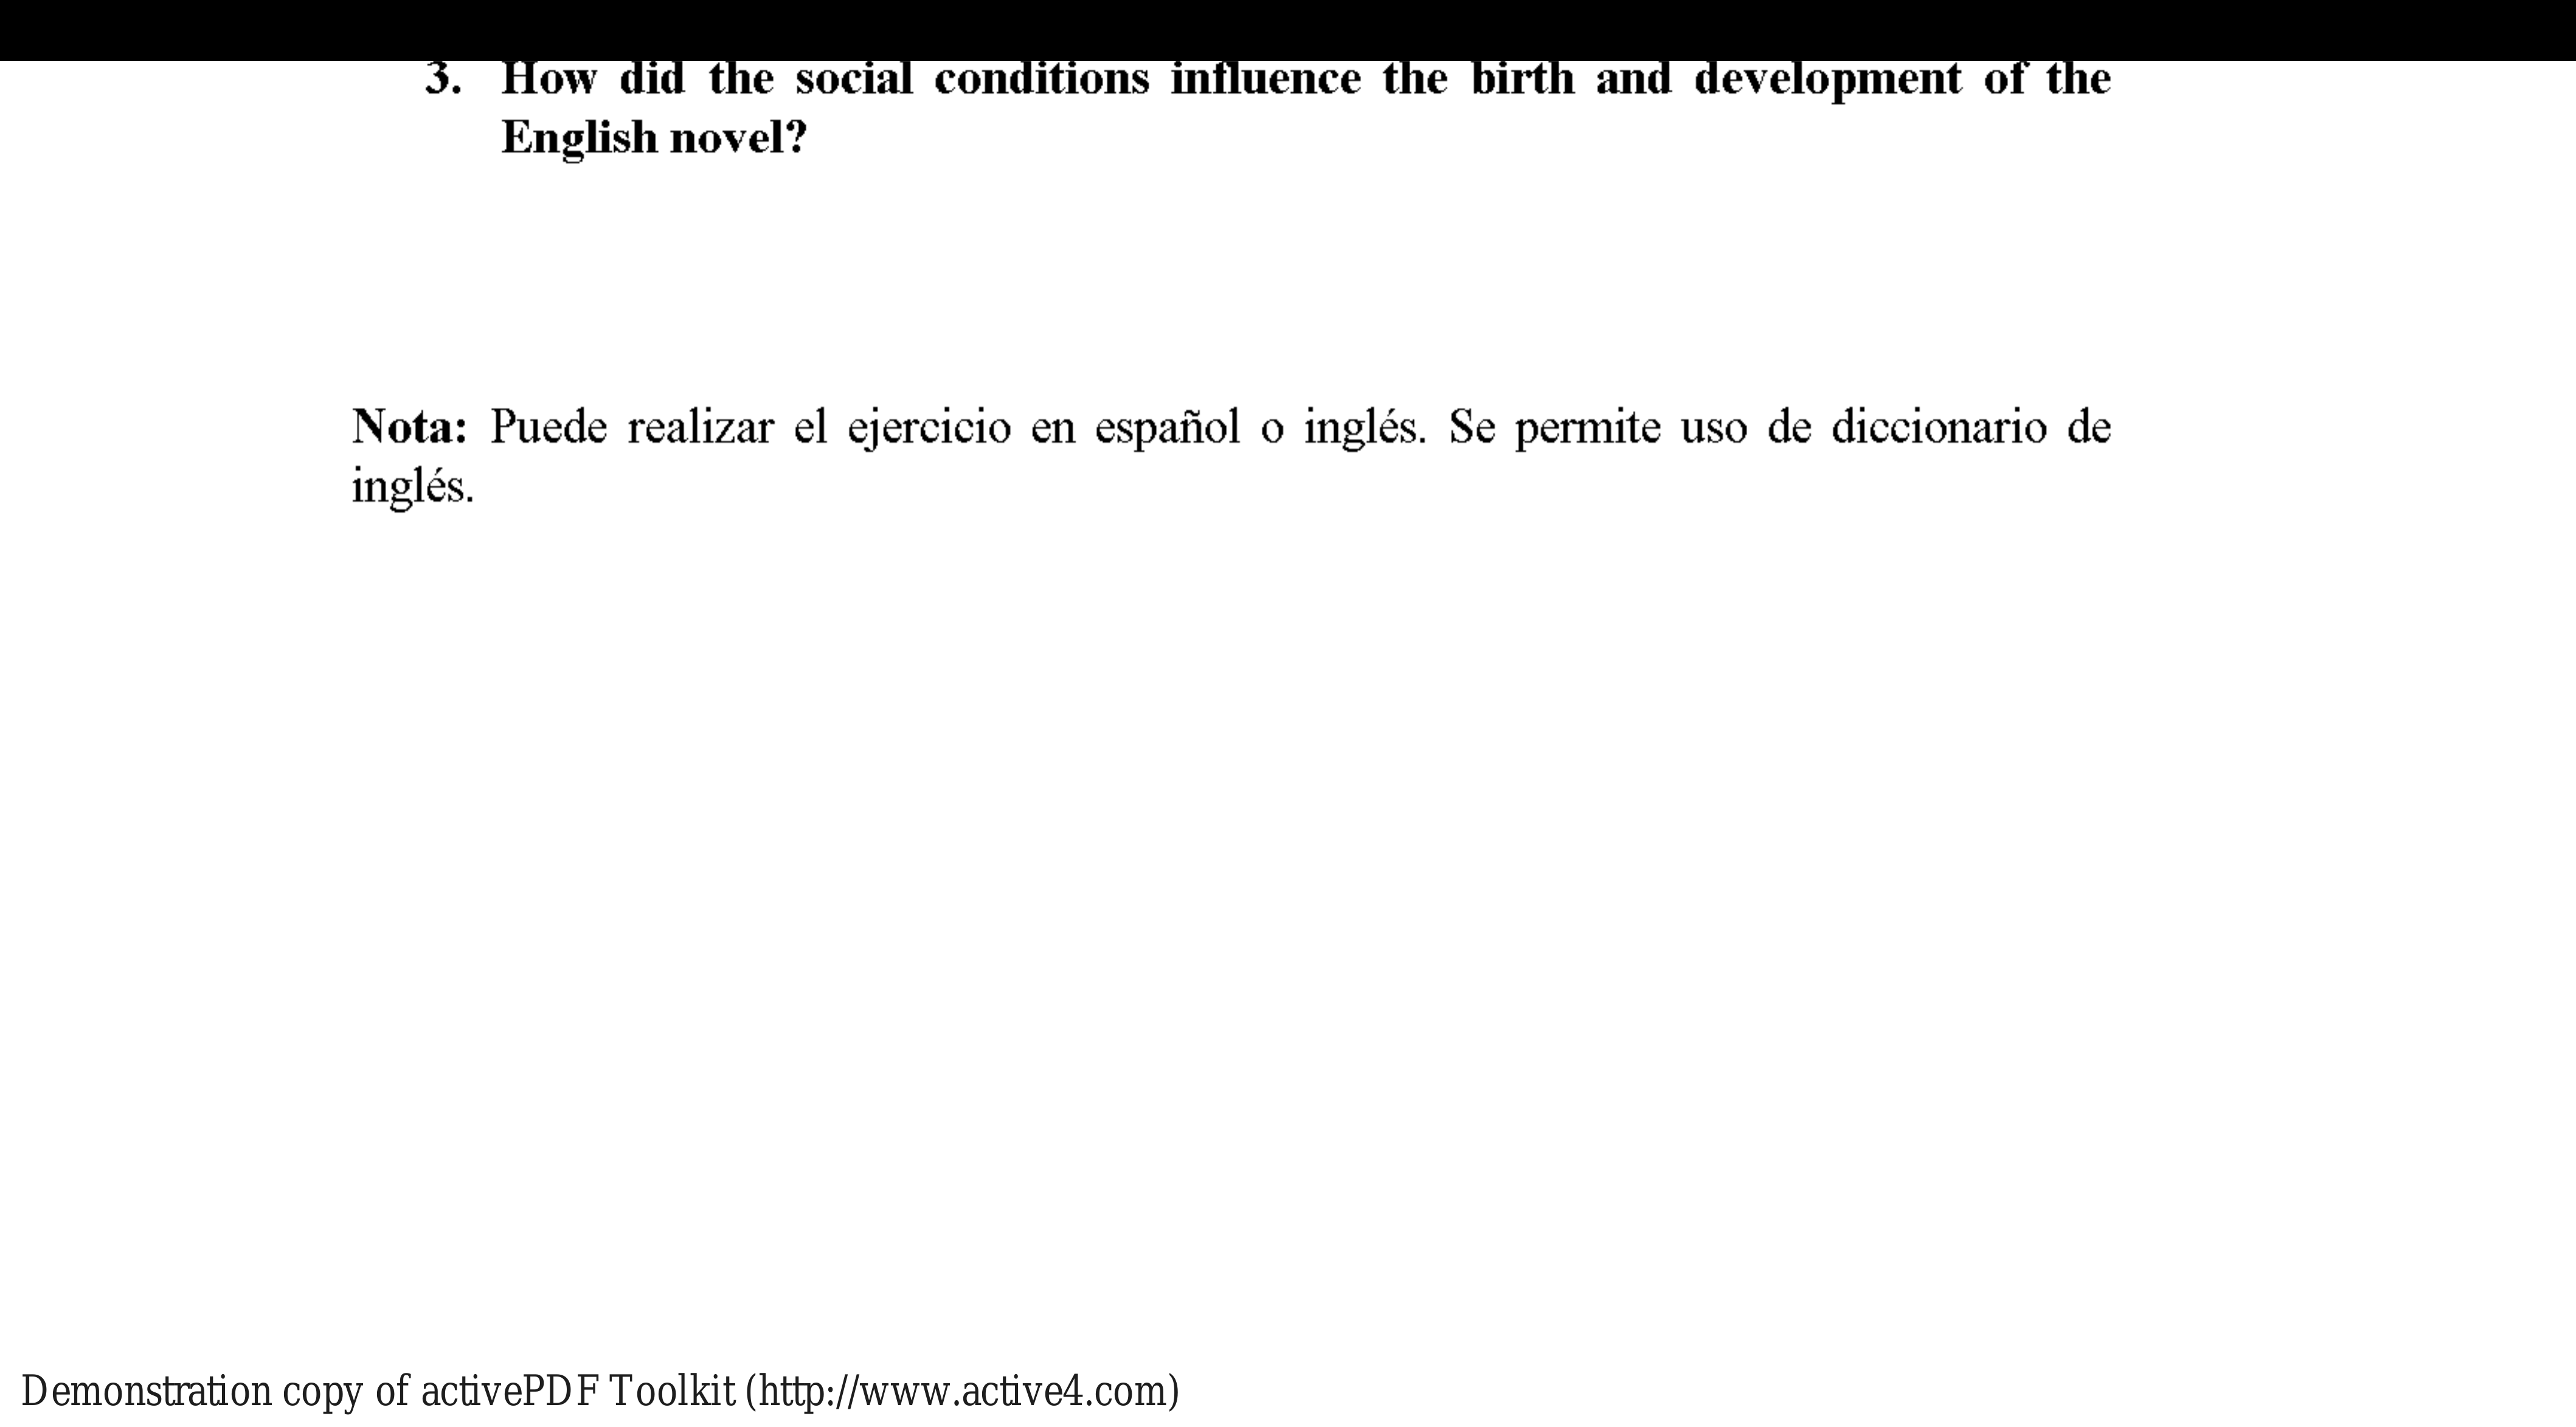 3. How did the social conditions influence the birth and development of the
English novel?
Nota: Puede realizar el ejercicio en español o inglés. Se permite uso de diccionario de
inglés.
Demonstration copy of activePDF Toolkit (http://www.active4.com)